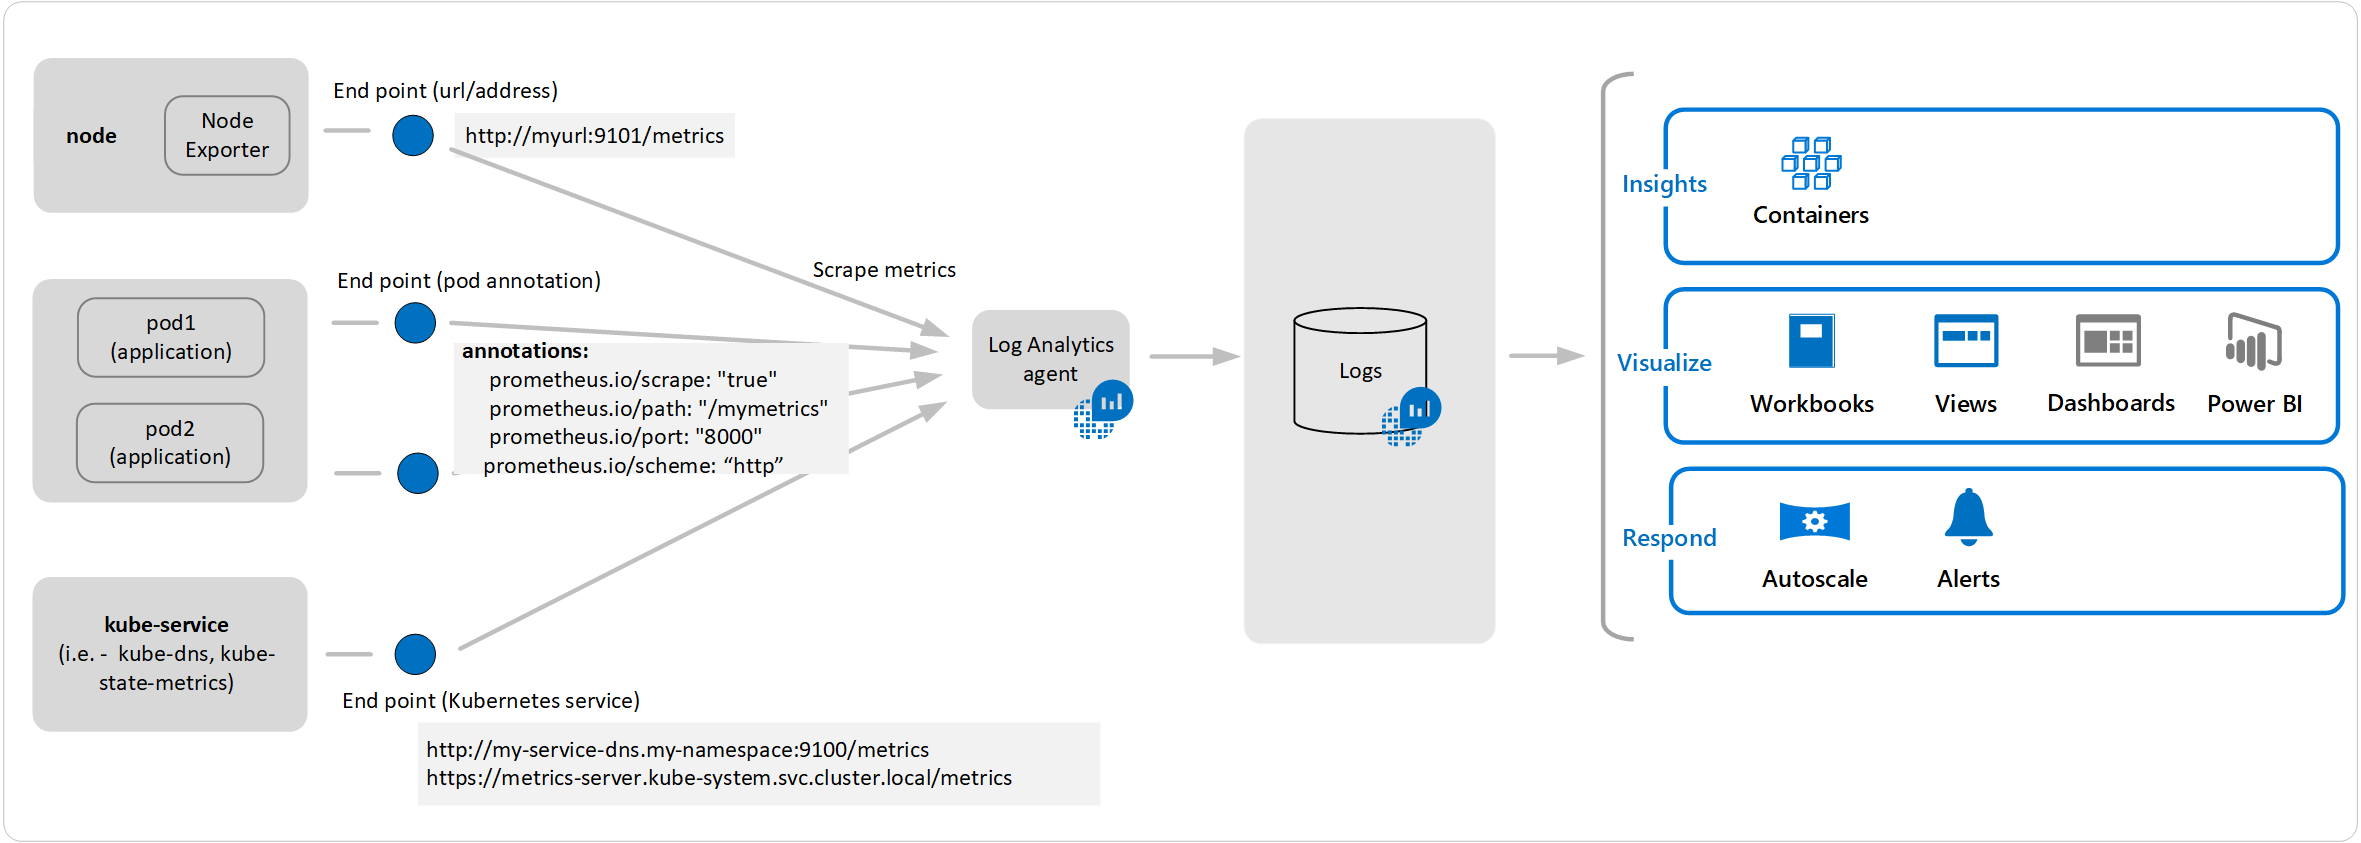 node
Node
Exporter
End point (url/address)
http://myurl:9101/metrics
Scrape metrics
pod1
(application)
pod2
(application)
End point (pod annotation)
annotations:
prometheus.io/scrape: "true"
prometheus.io/path: "/mymetrics"
prometheus.io/port: "8000"
prometheus.io/scheme: “http”
kube-service
(i.e. -  kube-dns, kube-
state-metrics)
End point (Kubernetes service)
http://my-service-dns.my-namespace:9100/metrics
https://metrics-server.kube-system.svc.cluster.local/metrics
Log Analytics
agent
Logs
Insights
Containers
Visualize
Workbooks
Views
Dashboards
Power BI
Respond
Autoscale
Alerts